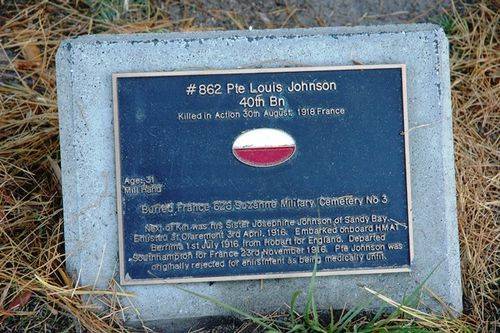 #862 Pte Louis Johnson
40th Bn
Killed in Action 30th August, 1918 France
Age: 31
Mill Hand
Buried France 626 Suzanne Military Cemetery No 3
Next of Kin was his Sister Josephine Johnson of Sandy Bay.
Enlisted at Claremont 3rd April, 1916. Embarked onboard HMAT
Berrima 1st July 1916, from Hobart for England. Departed
Southhampton for France 23rd November 1916. Pte Johnson was
originally rejected for enlistment as being medically unfit.